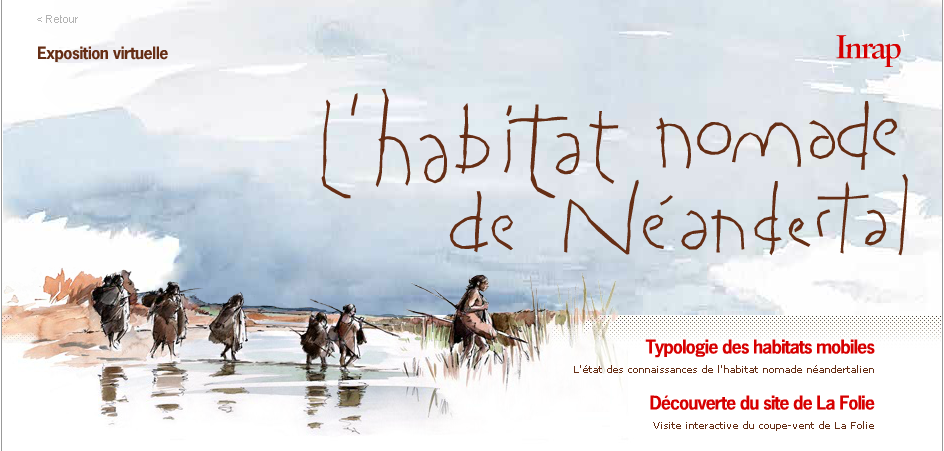 < Retour
Exposition virtuelle
Inrap
L'habitat nomade
de Néandertal
Typologie des habitats mobiles
L'état des connaissances de l'habitat nomade néandertalien
Découverte du site de La Folie
Visite interactive du coupe-vent de La Folie